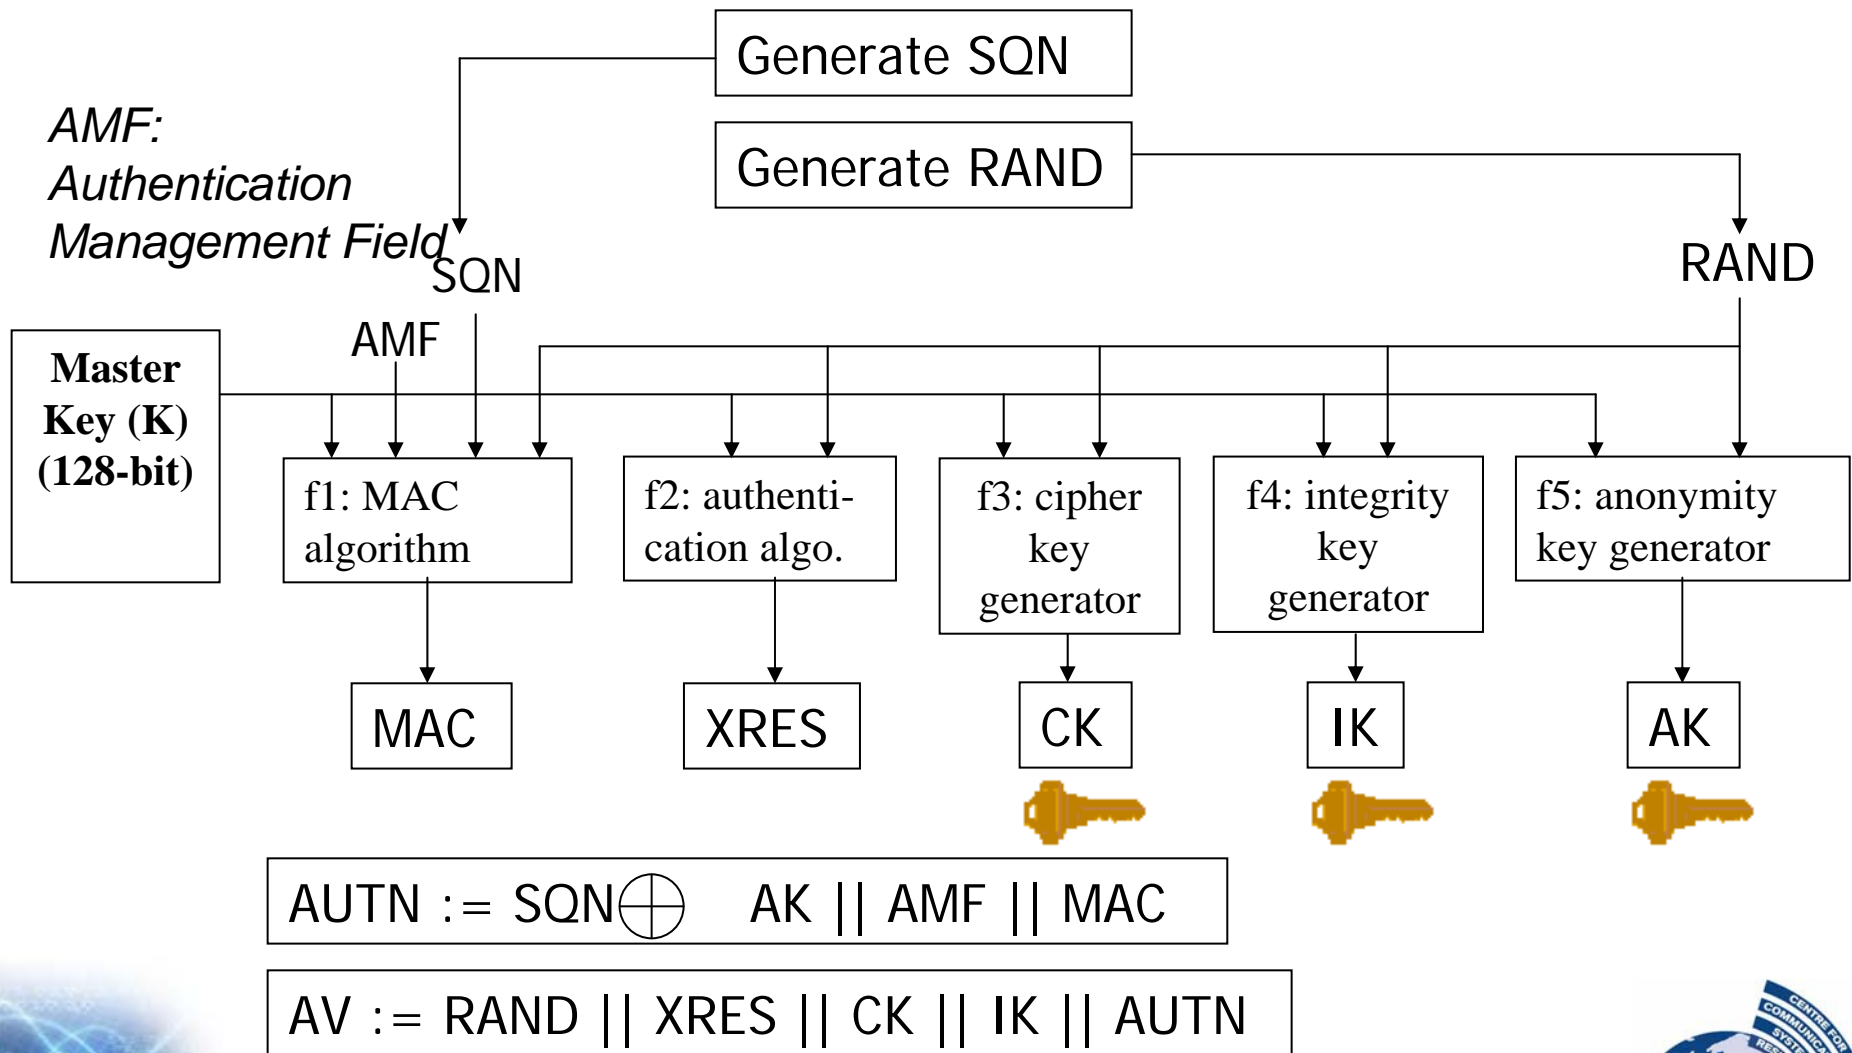 Generate SQN
AMF:
Authentication
Management Field
Generate RAND
SQN
RAND
AMF
Master
Key (K)
(128-bit)
f1: MAC
algorithm
f2: authenti-
cation algo.
f3: cipher
key
generator
f4: integrity
key
generator
f5: anonymity
key generator
MAC
XRES
CK
IK
AK
AUTN := SQN⊕ AK || AMF || MAC
AV := RAND || XRES || CK || IK || AUTN
CENTRE FOR